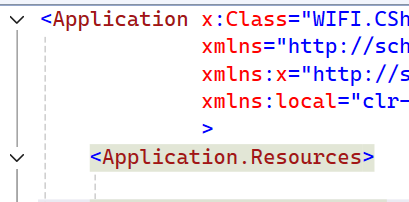 <Application x:Class="WIFI.CSh
xmlns="http://sch
xmlns:x="http://s
xmlns:local="clr-
>
<Application.Resources>